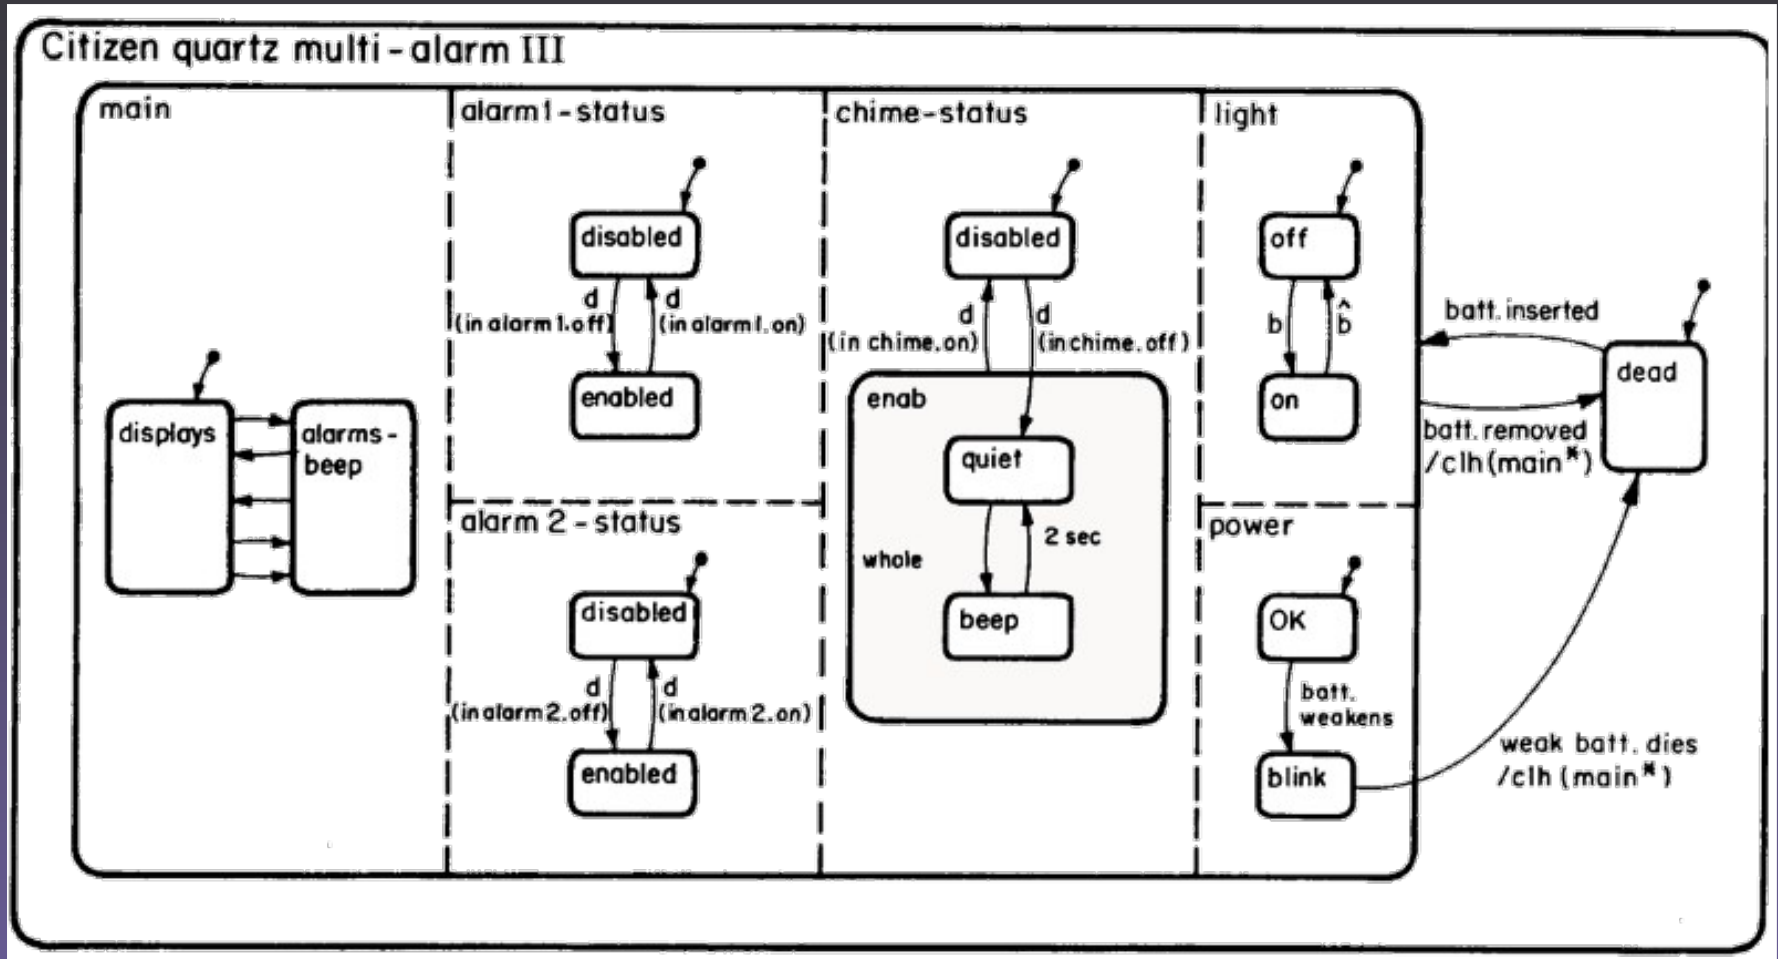 Citizen quartz multi-alarm III
main
displays
alarms-
beep
alarm1-status
disabled
d
(in alarm1.off)
d
(in alarm1.on)
enabled
alarm 2-status
disabled
d
(in alarm2.off)
d
(in alarm2.on)
enabled
chime-status
disabled
d
(in chime.on)
d
(in chime.off)
enab
quiet
whole
2 sec
beep
light
off
b
b̂
on
power
OK
batt.
weakens
blink
batt. inserted
dead
batt. removed
/clh(main*)
weak batt. dies
/clh (main*)